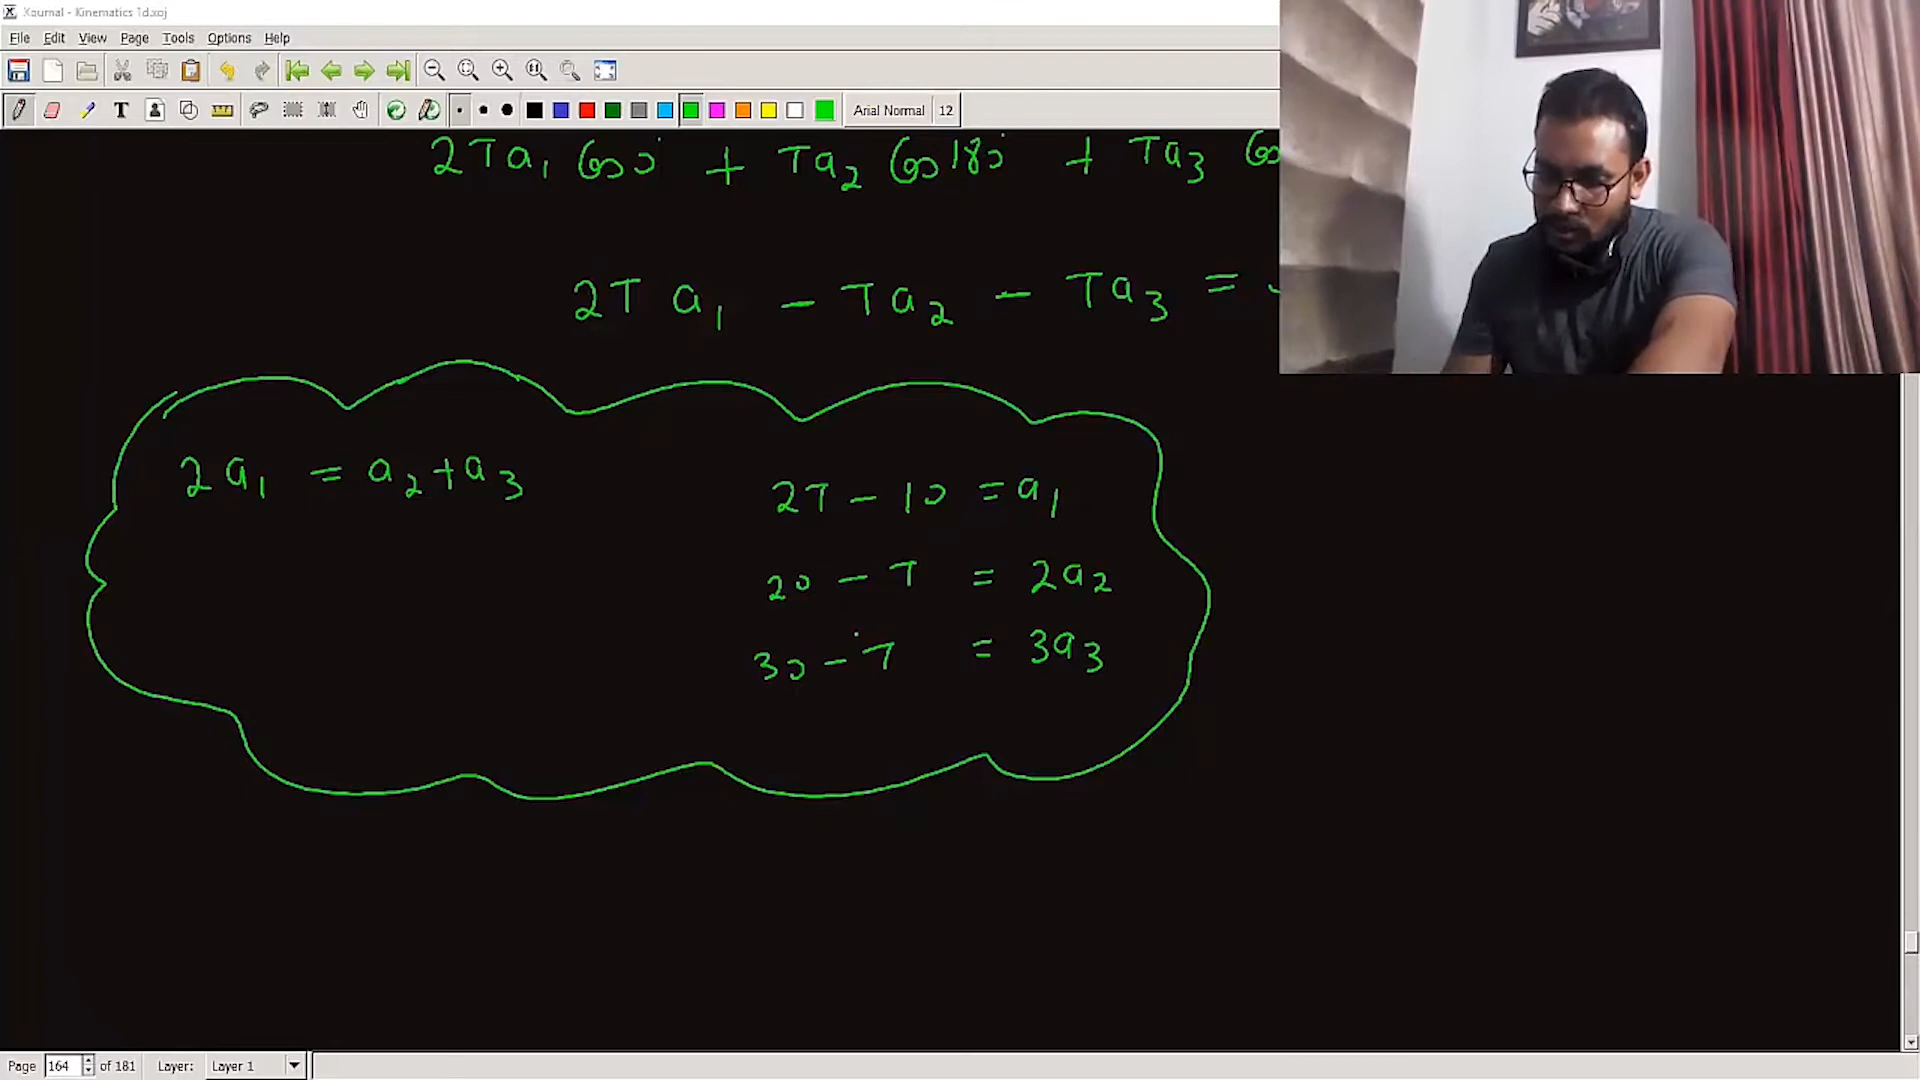 Xournal - Kinematics 1d.xoj
File Edit View Page Tools Options Help
T Arial Normal 12
2Ta₁ Cos0 + Ta₂ Cos180 + Ta₃ Cos
2T a₁ - Ta₂ - Ta₃ =
2a₁ = a₂+a₃
2T - 10 = a₁
20 - T = 2a₂
30 - T = 3a₃
Page 164 of 181 Layer: Layer 1